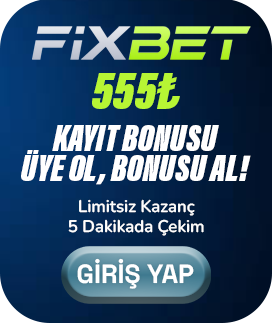 FiXBET
555₺
KAYIT BONUSU
ÜYE OL, BONUSU AL!
Limitsiz Kazanç
5 Dakikada Çekim
GİRİŞ YAP